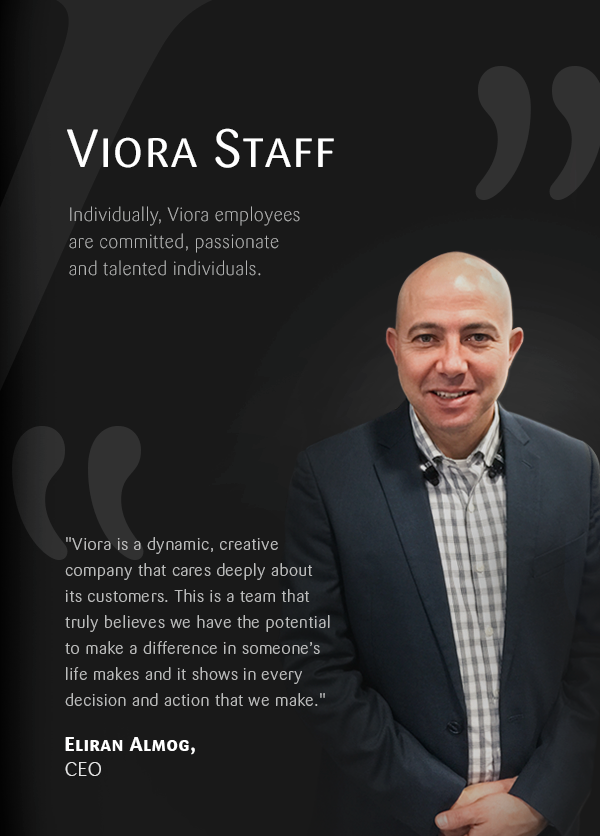 Viora Staff
Individually, Viora employees
are committed, passionate
and talented individuals.
"Viora is a dynamic, creative
company that cares deeply about
its customers. This is a team that
truly believes we have the potential
to make a difference in someone's
life makes and it shows in every
decision and action that we make."
Eliran Almog,
CEO